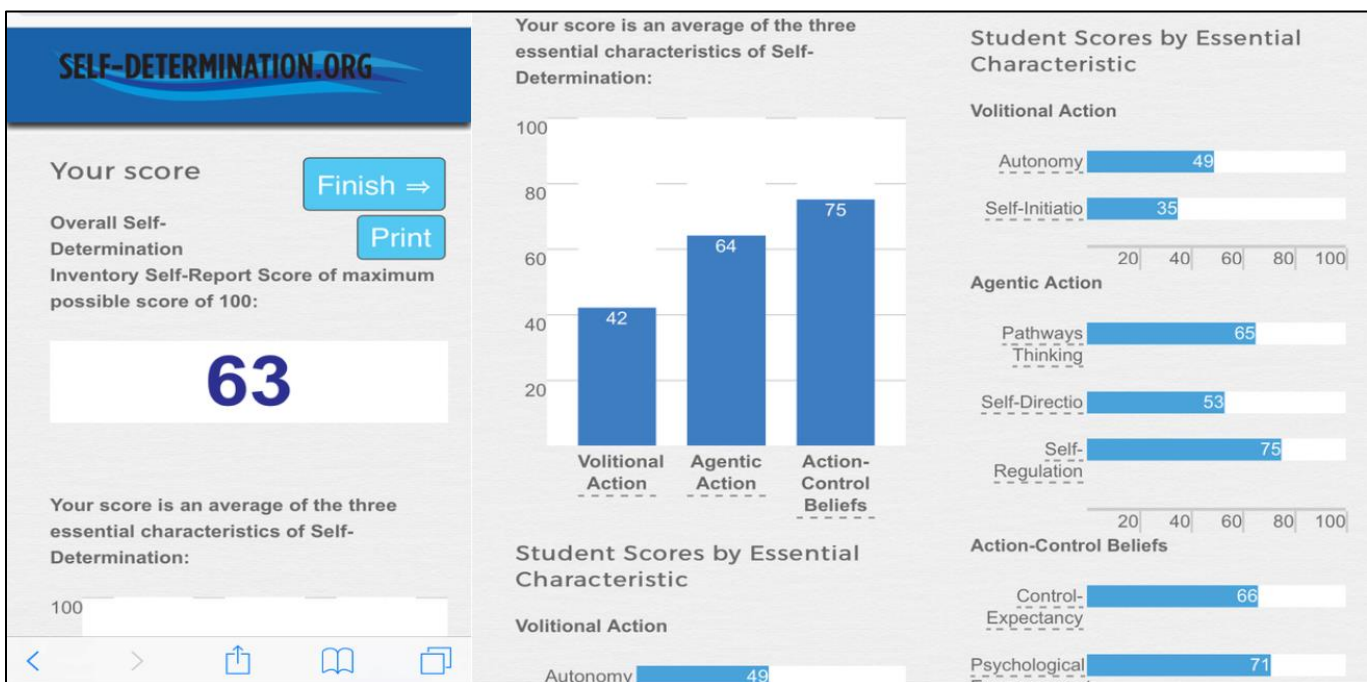 SELF-DETERMINATION.ORG
Your score
Finish ⇒
Print
Overall Self-
Determination
Inventory Self-Report Score of maximum
possible score of 100:
63
Your score is an average of the three
essential characteristics of Self-
Determination:
100
Your score is an average of the three
essential characteristics of Self-
Determination:
100
80
60
40
20
42
64
75
Volitional
Action
Agentic
Action
Action-
Control
Beliefs
Student Scores by Essential
Characteristic
Volitional Action
Autonomy 49
Student Scores by Essential
Characteristic
Volitional Action
Autonomy 49
Self-Initiatio 35
20 40 60 80 100
Agentic Action
Pathways 65
Thinking
Self-Directio 53
Self- 75
Regulation
20 40 60 80 100
Action-Control Beliefs
Control- 66
Expectancy
Psychological 71